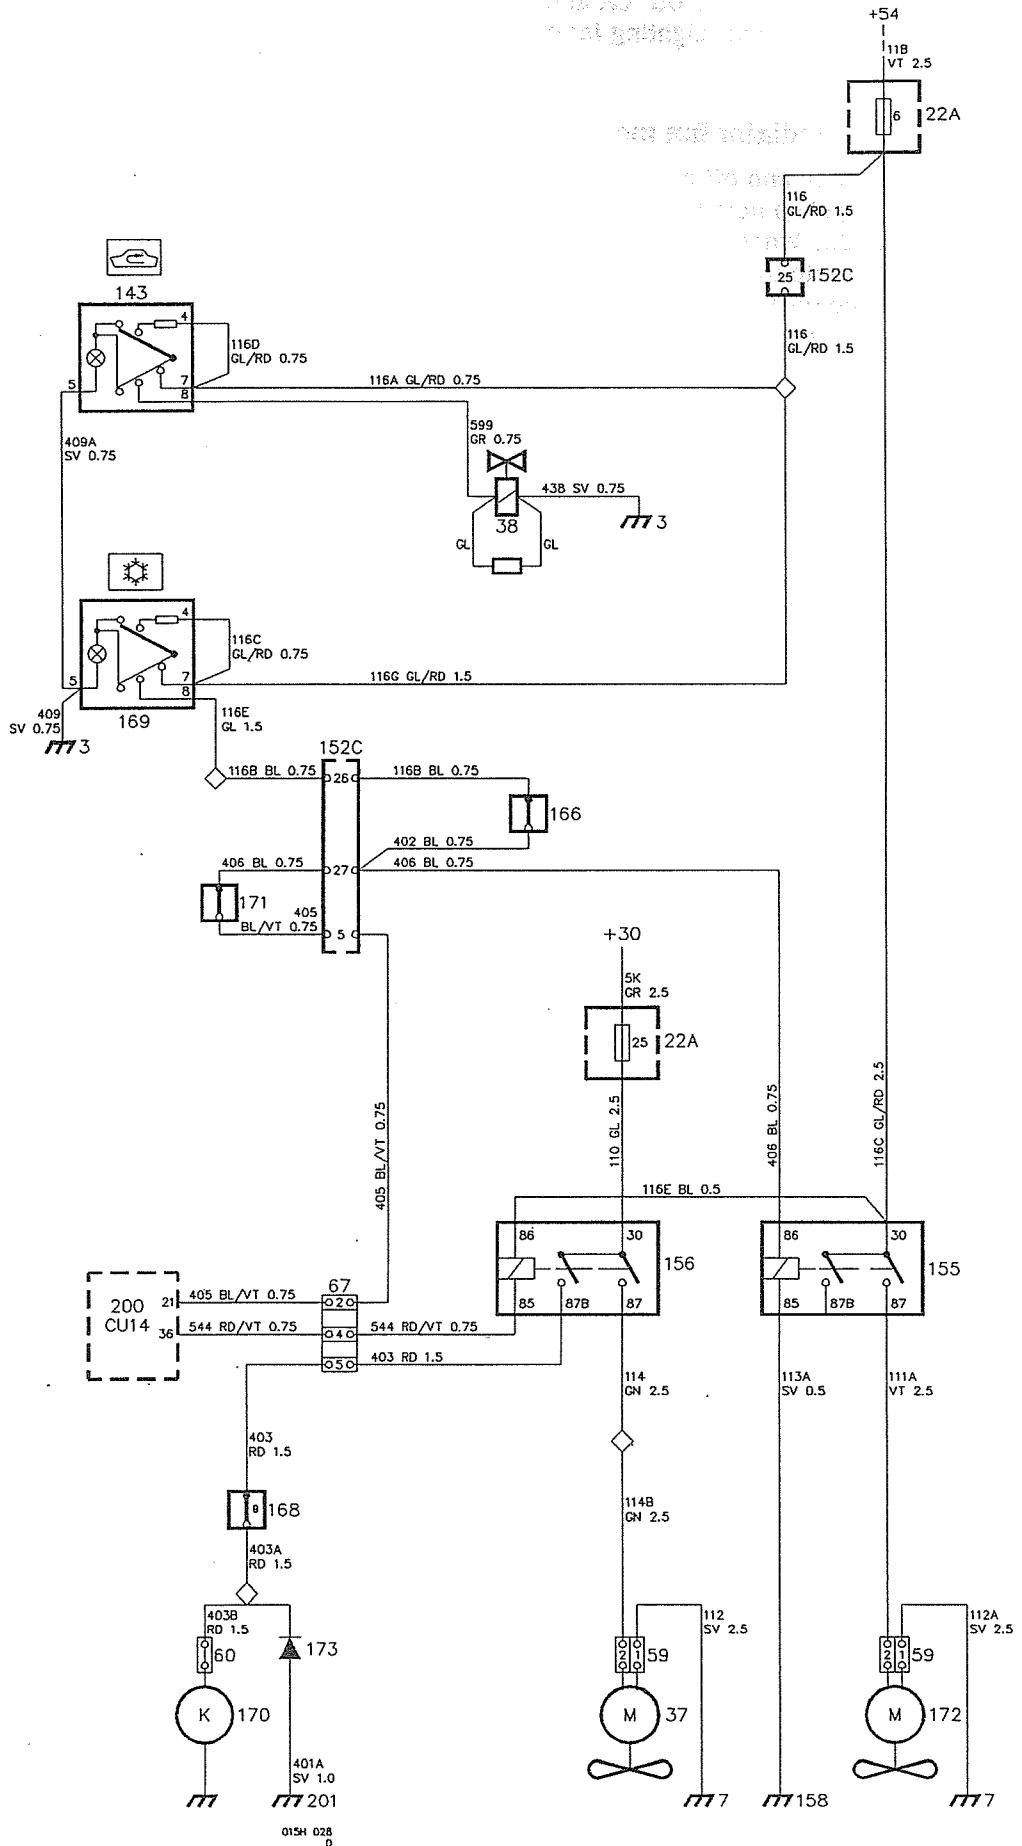 +54
11B
VT 2.5
6
22A
116
GL/RD 1.5
25
152C
116
GL/RD 1.5
143
4
116D
GL/RD 0.75
5
7
8
116A GL/RD 0.75
409A
SV 0.75
599
GR 0.75
438 SV 0.75
38
3
GL
GL
4
116C
GL/RD 0.75
5
7
8
116G GL/RD 1.5
409
SV 0.75
3
169
116E
GL 1.5
152C
116B BL 0.75
26
116B BL 0.75
166
402 BL 0.75
406 BL 0.75
27
406 BL 0.75
171
405
BL/VT 0.75
5
+30
5K
GR 2.5
25
22A
405 BL/VT 0.75
110 GL 2.5
406 BL 0.75
116C GL/RD 2.5
116E BL 0.5
86
30
156
85
87B
87
86
30
155
85
87B
87
200
CU14
21
36
405 BL/VT 0.75
67
2
544 RD/VT 0.75
4
544 RD/VT 0.75
5
403 RD 1.5
114
GN 2.5
113A
SV 0.5
111A
VT 2.5
403
RD 1.5
168
114B
GN 2.5
403A
RD 1.5
403B
RD 1.5
60
173
K
170
401A
SV 1.0
201
112
SV 2.5
2
1
59
M
37
7
158
112A
SV 2.5
2
1
59
M
172
7
015H 028
D